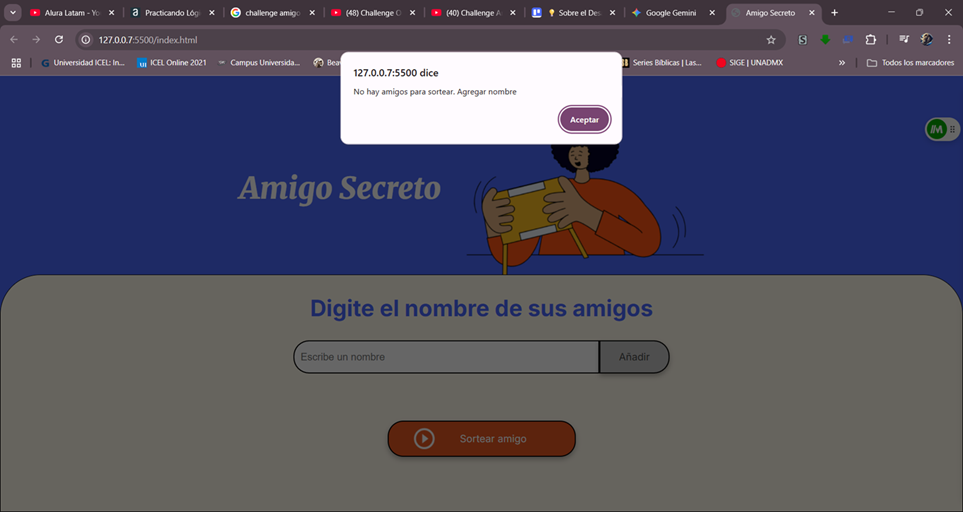 Alura Latam - Yo
Practicando Lógi
challenge amigo
(48) Challenge O
(40) Challenge A
Sobre el Des
Google Gemini
Amigo Secreto
127.0.0.7:5500/index.html
Universidad ICEL: In...
ICEL Online 2021
Campus Universida...
Bea
Series Bíblicas | Las...
SIGE | UNADMX
Todos los marcadores
127.0.0.7:5500 dice
No hay amigos para sortear. Agregar nombre
Aceptar
Amigo Secreto
Digite el nombre de sus amigos
Escribe un nombre
Añadir
Sortear amigo